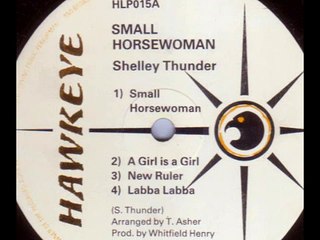 HLP015A
SMALL
HORSEWOMAN
Shelley Thunder
1) Small
Horsewoman
2) A Girl is a Girl
3) New Ruler
4) Labba Labba
(S. Thunder)
Arranged by T. Asher
Prod. by Whitfield Henry
HAWKEYE